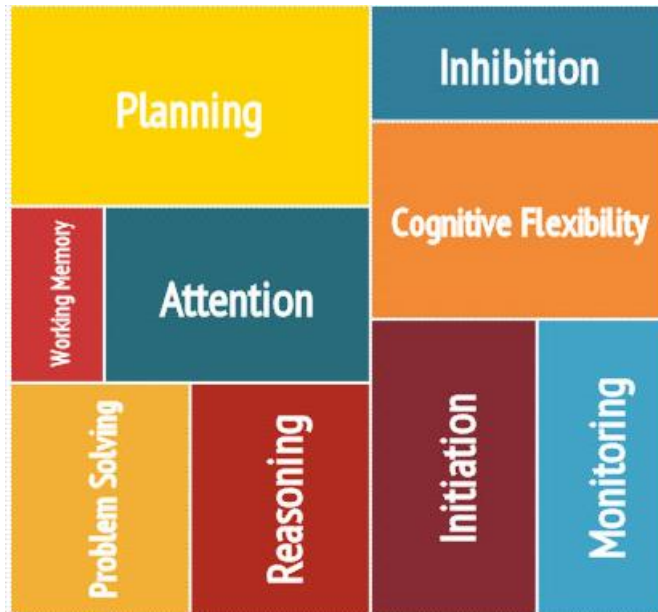 Planning
Inhibition
Cognitive Flexibility
Working Memory
Attention
Problem Solving
Reasoning
Initiation
Monitoring